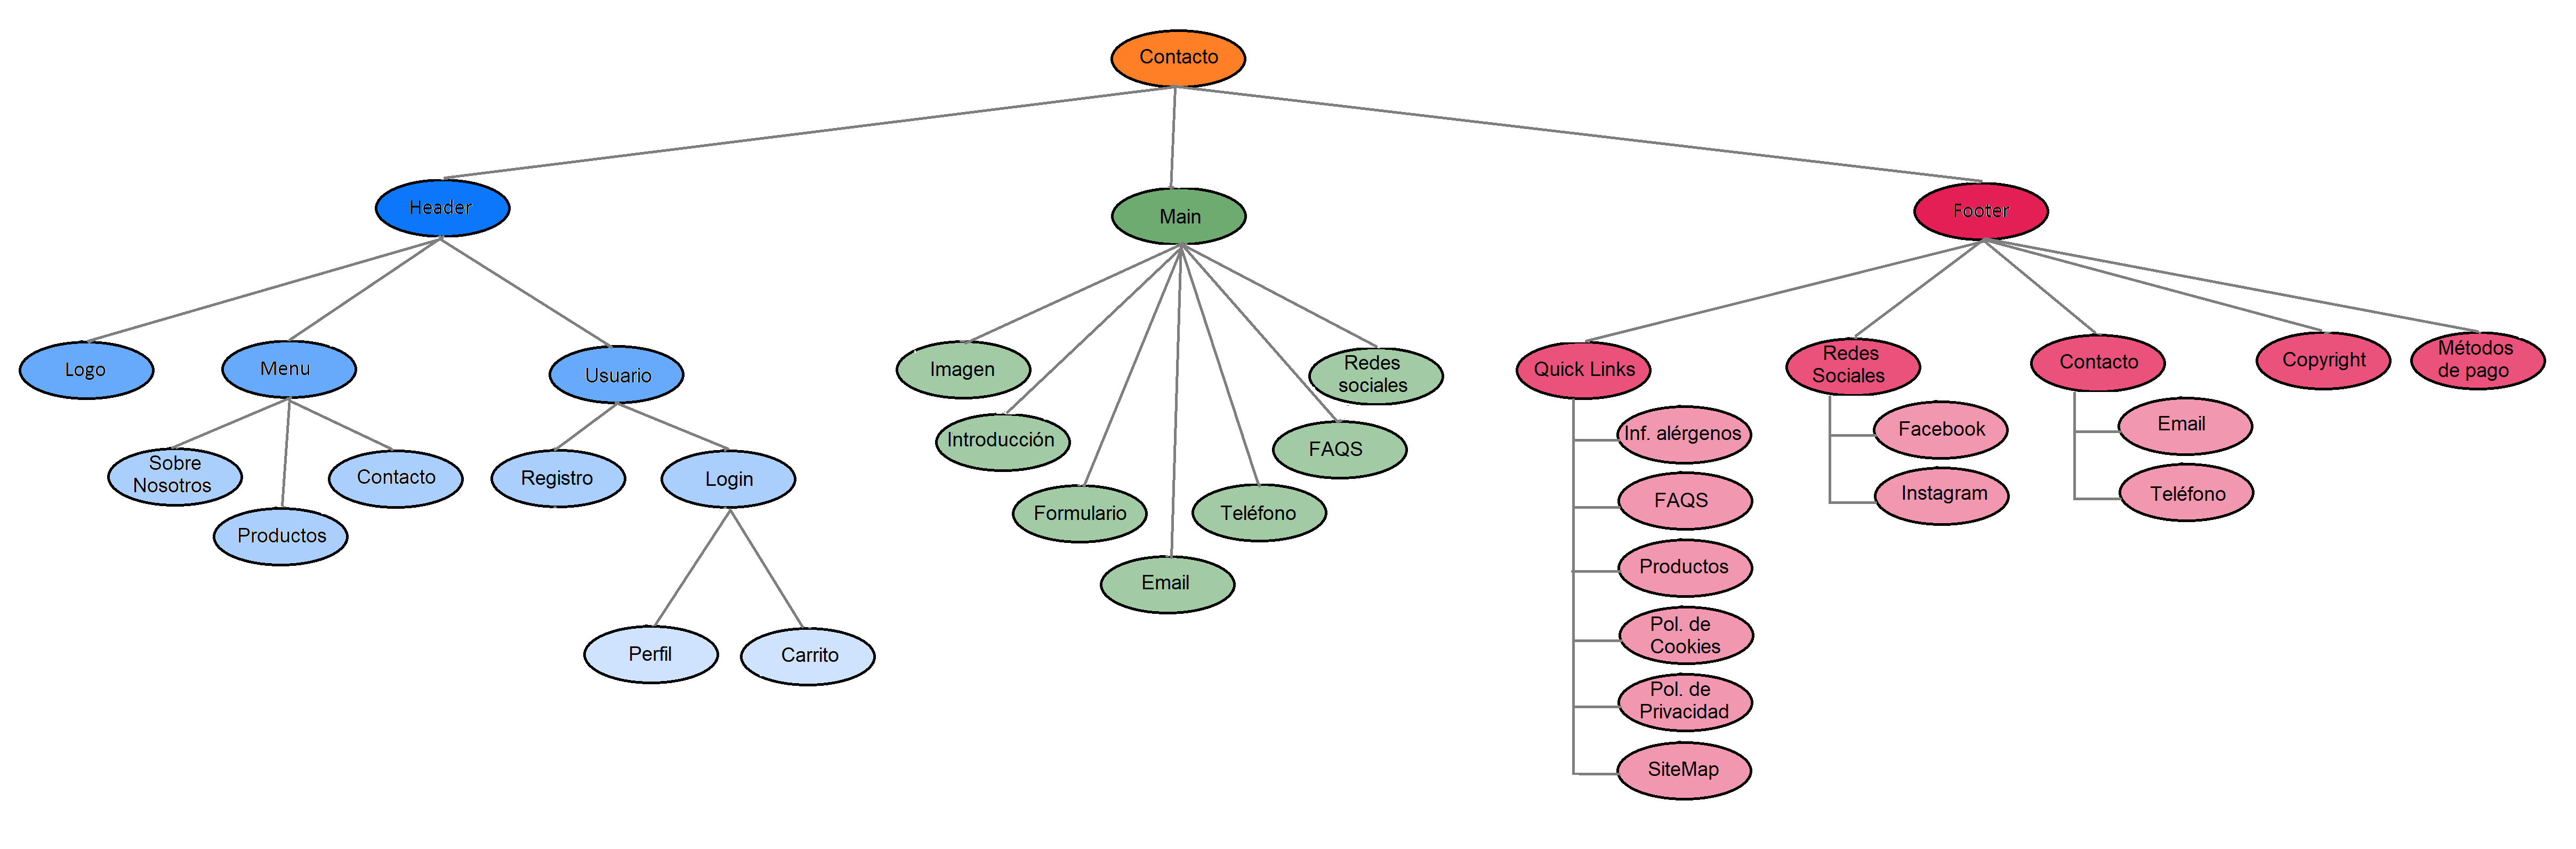 Contacto
Header
Main
Footer
Logo
Menu
Usuario
Sobre
Nosotros
Productos
Contacto
Registro
Login
Perfil
Carrito
Imagen
Introducción
Formulario
Email
Teléfono
FAQS
Redes
sociales
Quick Links
Inf. alérgenos
FAQS
Productos
Pol. de
Cookies
Pol. de
Privacidad
SiteMap
Redes
Sociales
Facebook
Instagram
Contacto
Email
Teléfono
Copyright
Métodos
de pago